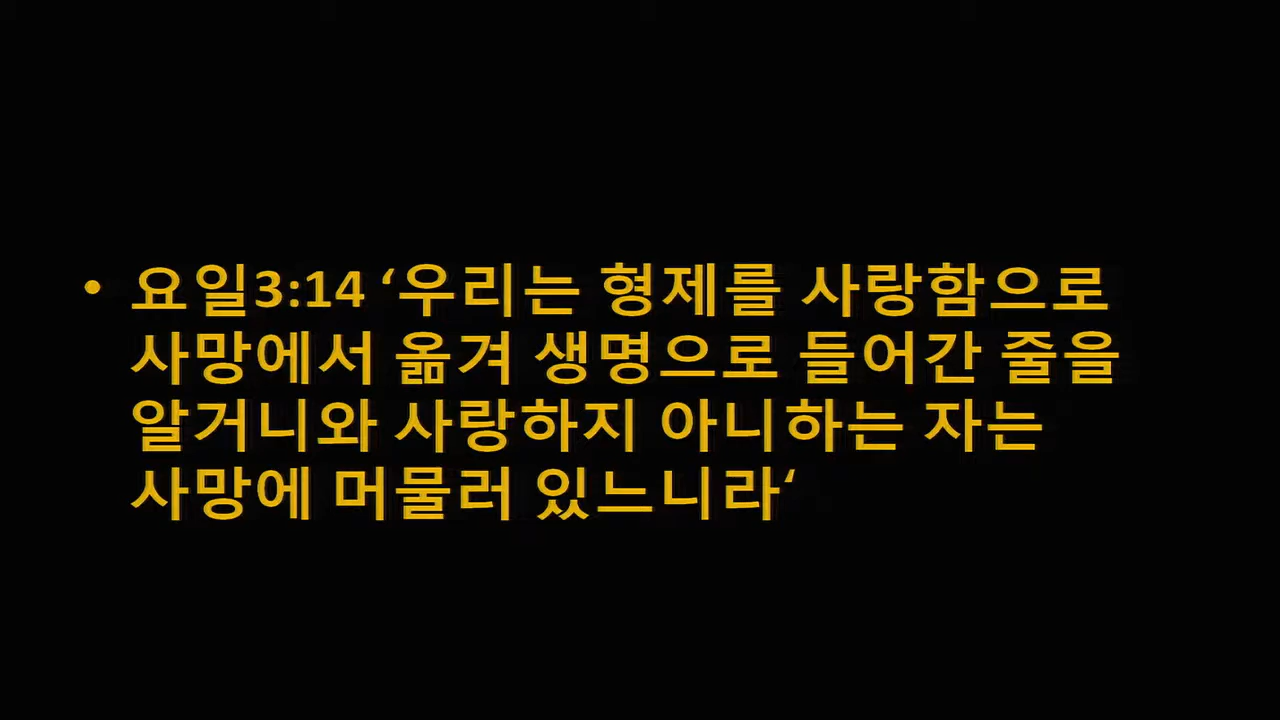 • 요일3:14 ‘우리는 형제를 사랑함으로
사망에서 옮겨 생명으로 들어간 줄을
알거니와 사랑하지 아니하는 자는
사망에 머물러 있느니라‘